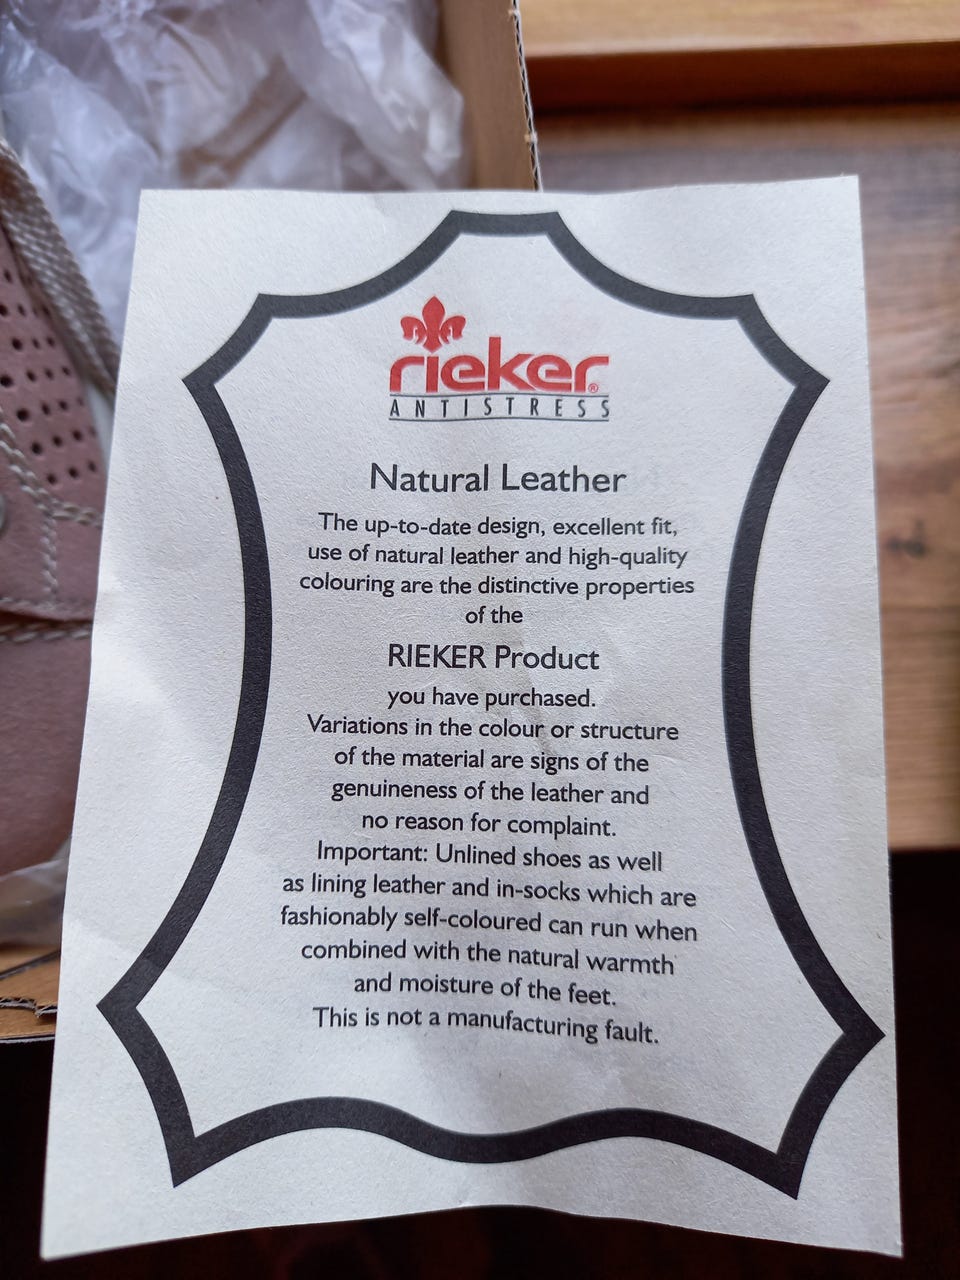 rieker®
ANTISTRESS
Natural Leather
The up-to-date design, excellent fit,
use of natural leather and high-quality
colouring are the distinctive properties
of the
RIEKER Product
you have purchased.
Variations in the colour or structure
of the material are signs of the
genuineness of the leather and
no reason for complaint.
Important: Unlined shoes as well
as lining leather and in-socks which are
fashionably self-coloured can run when
combined with the natural warmth
and moisture of the feet.
This is not a manufacturing fault.